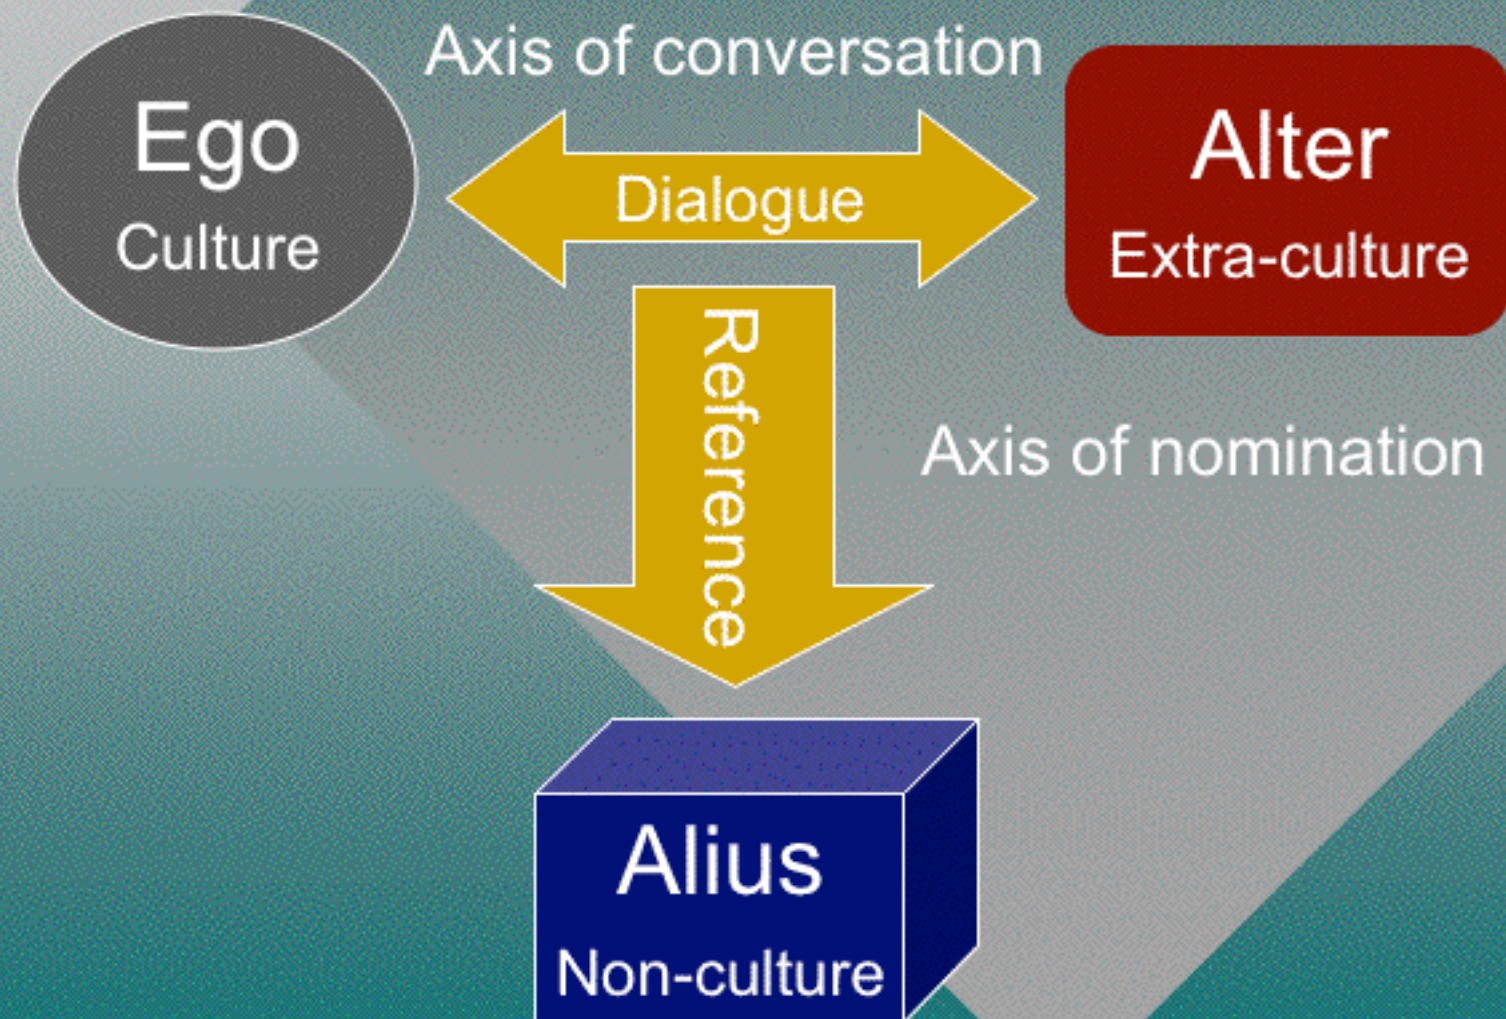 Axis of conversation
Ego
Culture
Dialogue
Alter
Extra-culture
Reference
Axis of nomination
Alius
Non-culture